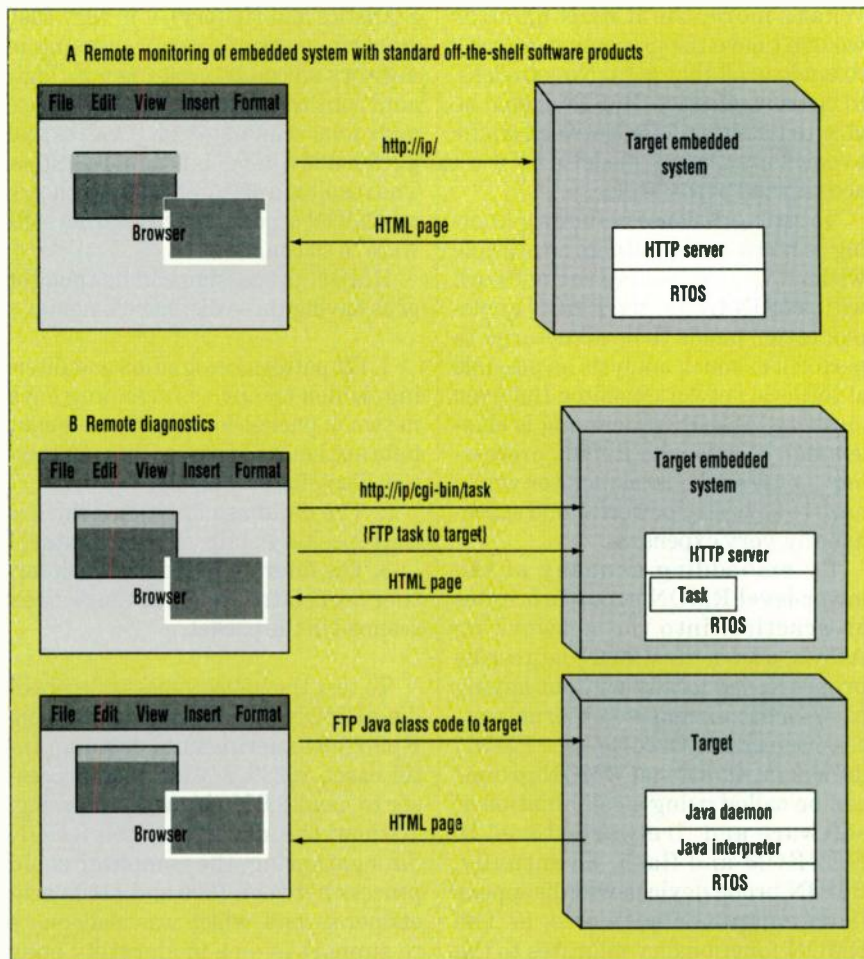 A Remote monitoring of embedded system with standard off-the-shelf software products
File Edit View Insert Format
Browser
http://ip/
HTML page
Target embedded
system
HTTP server
RTOS
B Remote diagnostics
File Edit View Insert Format
Browser
http://ip/cgi-bin/task
(FTP task to target)
HTML page
Target embedded
system
HTTP server
Task
RTOS
File Edit View Insert Format
Browser
FTP Java class code to target
HTML page
Target
Java daemon
Java interpreter
RTOS